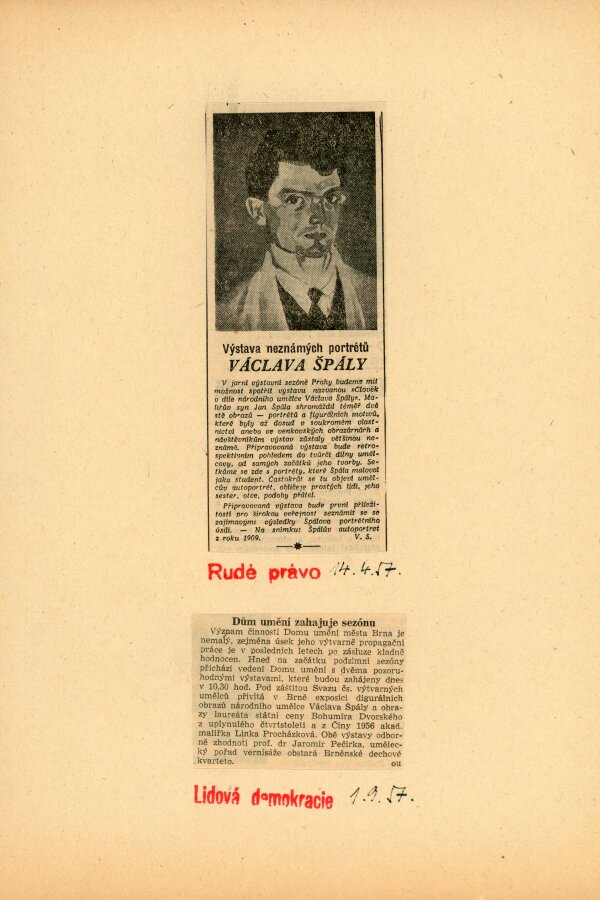 Výstava neznámých portrétů
VÁCLAVA ŠPÁLY
V jarní výstavní sezóně Prahy budeme mít
možnost spatřit výstavu nazvanou »Člověk
v díle národního umělce Václava Špály«. Ma-
lířův syn Jan Špála shromáždil téměř dvě
stě obrazů — portrétů a figurálních motivů,
které byly až dosud v soukromém vlast-
nictví anebo ve venkovských obrazárnách a
návštěvníkům výstav zůstaly většinou ne-
známé. Připravovaná výstava bude retro-
spektivním pohledem do tvůrčí dílny uměl-
covy, od samých začátků jeho tvorby. Se-
tkáme se zde s portréty, které Špála maloval
jako student. Častokrát se tu objeví uměl-
cův autoportrét, obličeje prostých lidí, jeho
sester, otce, podoby přátel.
Připravovaná výstava bude první příleži-
tostí pro širokou veřejnost seznámit se se
zajímavými výsledky Špálova portrétního
úsilí. — Na snímku: Špálův autoportrét
z roku 1909. V. S.
Rudé právo 14.4.57.
Dům umění zahajuje sezónu
Význam činnosti Domu umění města Brna je
nemalý, zejména úsek jeho výtvarně propagační
práce je v posledních letech po zásluze kladně
hodnocen. Hned na začátku podzimní sezóny
přichází vedení Domu umění s dvěma pozoru-
hodnými výstavami, které budou zahájeny dnes
v 10,30 hod. Pod záštitou Svazu čs. výtvarných
umělců přivítá v Brně exposici digurálních
obrazů národního umělce Václava Špály a obra-
zy laureáta státní ceny Bohumíra Dvorského
z uplynulého čtvrtstoletí a z Číny 1956 akad.
malířka Linka Procházková. Obě výstavy odbor-
ně zhodnotí prof. dr Jaromír Pečírka, umělec-
ký pořad vernisáže obstará Brněnské dechové
kvarteto. ou
Lidová demokracie 1.9.57.